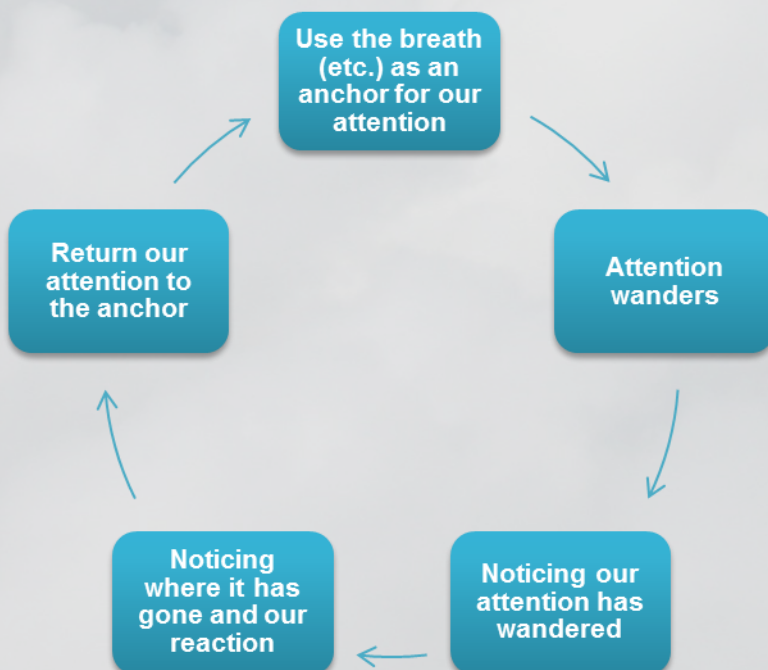 Use the breath
(etc.) as an
anchor for our
attention
Attention
wanders
Noticing our
attention has
wandered
Noticing
where it has
gone and our
reaction
Return our
attention to
the anchor